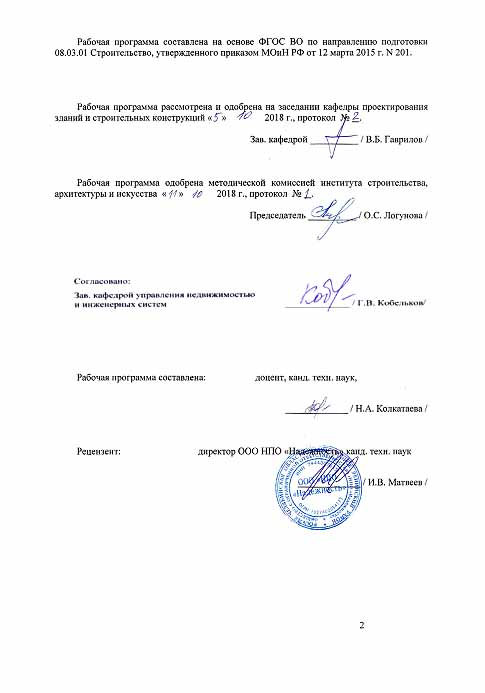 Рабочая программа составлена на основе ФГОС ВО по направлению подготовки
08.03.01 Строительство, утвержденного приказом МОиН РФ от 12 марта 2015 г. N 201.
Рабочая программа рассмотрена и одобрена на заседании кафедры проектирования
зданий и строительных конструкций «5» 10 2018 г., протокол № 2.
Зав. кафедрой / В.Б. Гаврилов /
Рабочая программа одобрена методической комиссией института строительства,
архитектуры и искусства «11» 10 2018 г., протокол № 1.
Председатель / О.С. Логунова /
Согласовано:
Зав. кафедрой управления недвижимостью
и инженерных систем / Г.В. Кобельков/
Рабочая программа составлена: доцент, канд. техн. наук,
/ Н.А. Колкатаева /
Рецензент: директор ООО НПО «Надежность» канд. техн. наук
ООО НПО
«Надежность»
/ И.В. Матвеев /
2